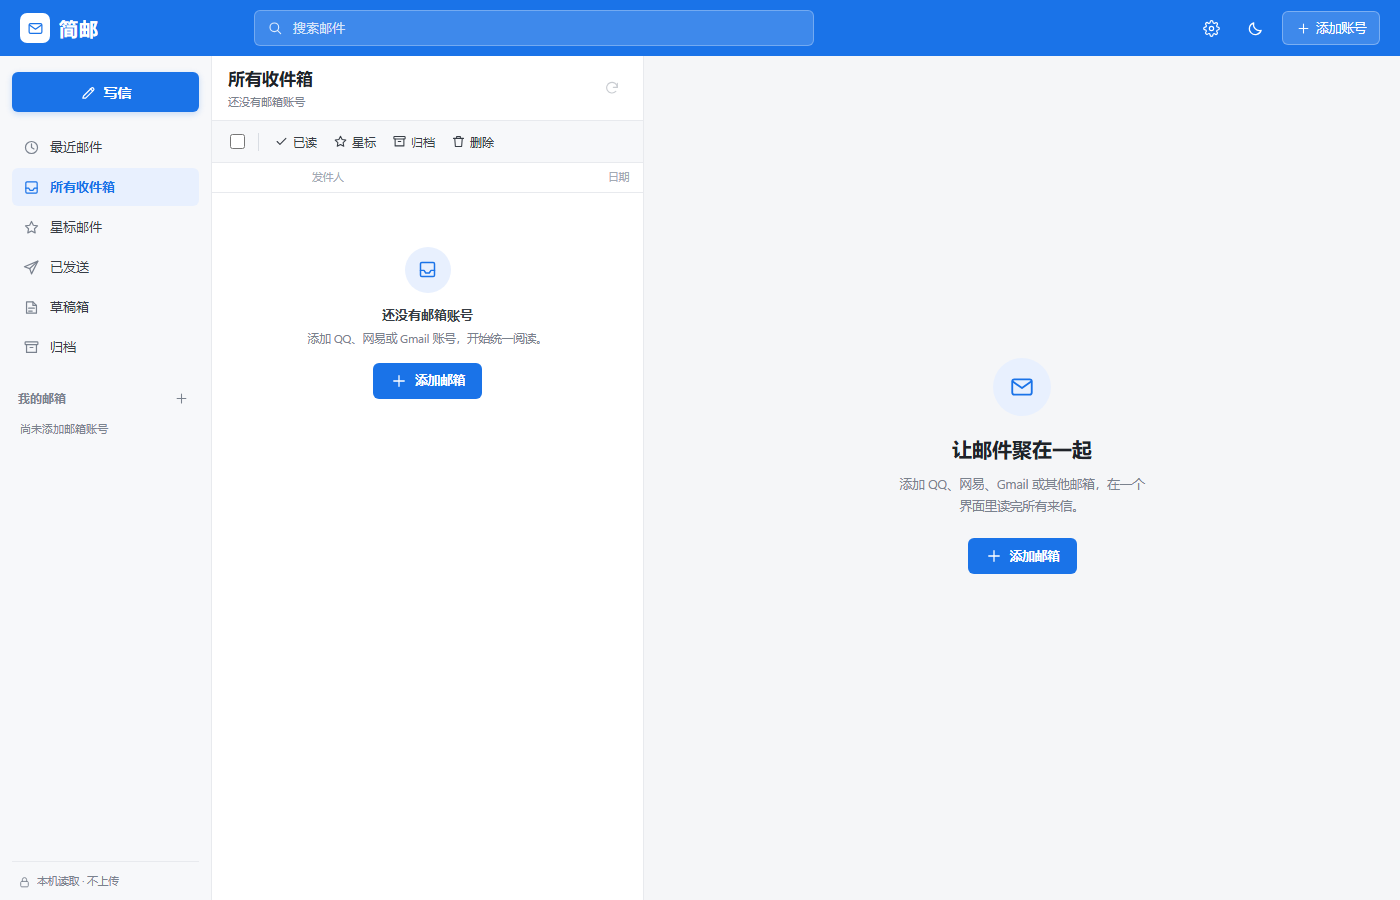 简邮
搜索邮件
添加账号
写信
最近邮件
所有收件箱
星标邮件
已发送
草稿箱
归档
我的邮箱
尚未添加邮箱账号
本机读取 · 不上传
所有收件箱
还没有邮箱账号
已读 星标 归档 删除
发件人 日期
还没有邮箱账号
添加 QQ、网易或 Gmail 账号，开始统一阅读。
添加邮箱
让邮件聚在一起
添加 QQ、网易、Gmail 或其他邮箱，在一个
界面里读完所有来信。
添加邮箱